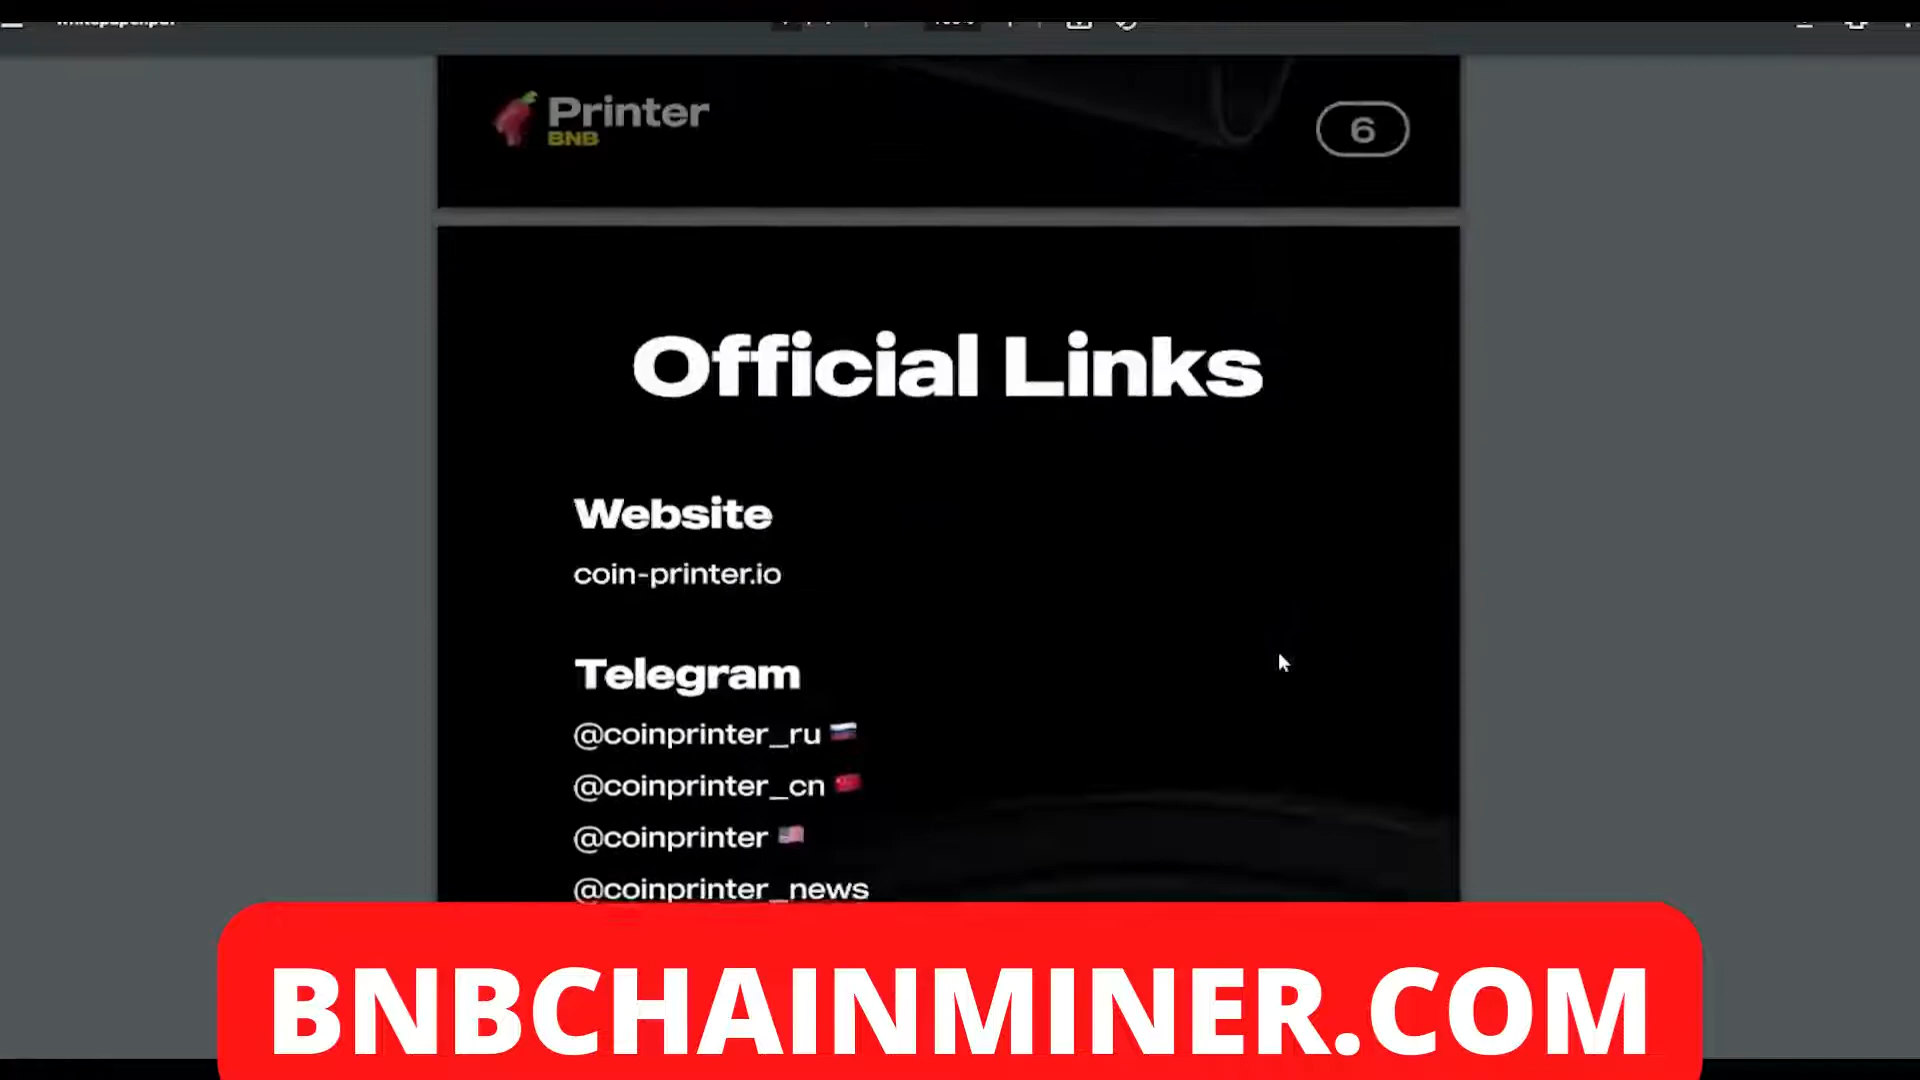 Printer
BNB
6
Official Links
Website
coin-printer.io
Telegram
@coinprinter_ru
@coinprinter_cn
@coinprinter
@coinprinter_news
BNBCHAINMINER.COM